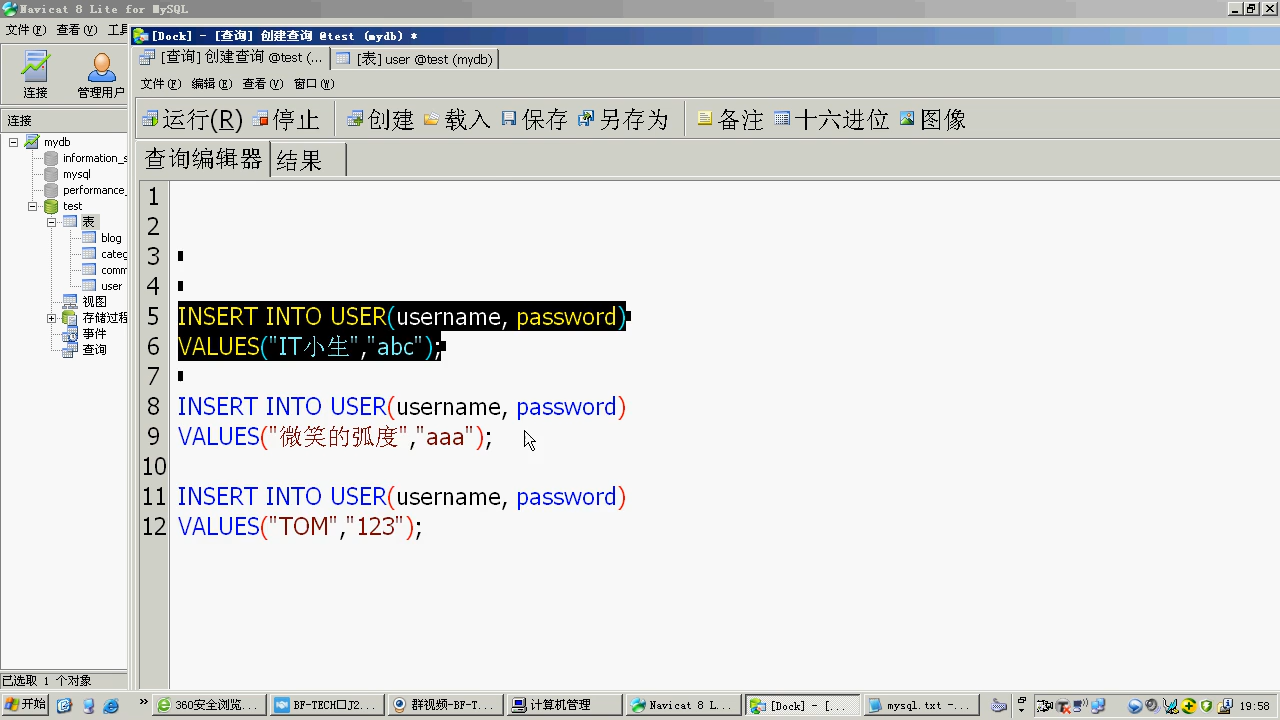 Navicat 8 Lite for MySQL
文件(F) 查看(V) 工具
[Dock] - [查询] 创建查询 @test (mydb) *
[查询] 创建查询 @test (... [表] user @test (mydb)
文件(F) 编辑(E) 查看(V) 窗口(W)
连接 管理用户
运行(R) 停止 创建 载入 保存 另存为 备注 十六进位 图像
连接
查询编辑器 结果
mydb
information_s
mysql
performance_
test
表
blog
categ
comm
user
视图
存储过程
事件
查询
1
2
3
4
5 INSERT INTO USER(username, password)
6 VALUES("IT小生","abc");
7
8 INSERT INTO USER(username, password)
9 VALUES("微笑的弧度","aaa");
10
11 INSERT INTO USER(username, password)
12 VALUES("TOM","123");
已选取 1 个对象
开始 » 360安全浏览... BF-TECH口J2... 群视频-BF-T... 计算机管理 Navicat 8 L... [Dock] - [... mysql.txt -... 19:58